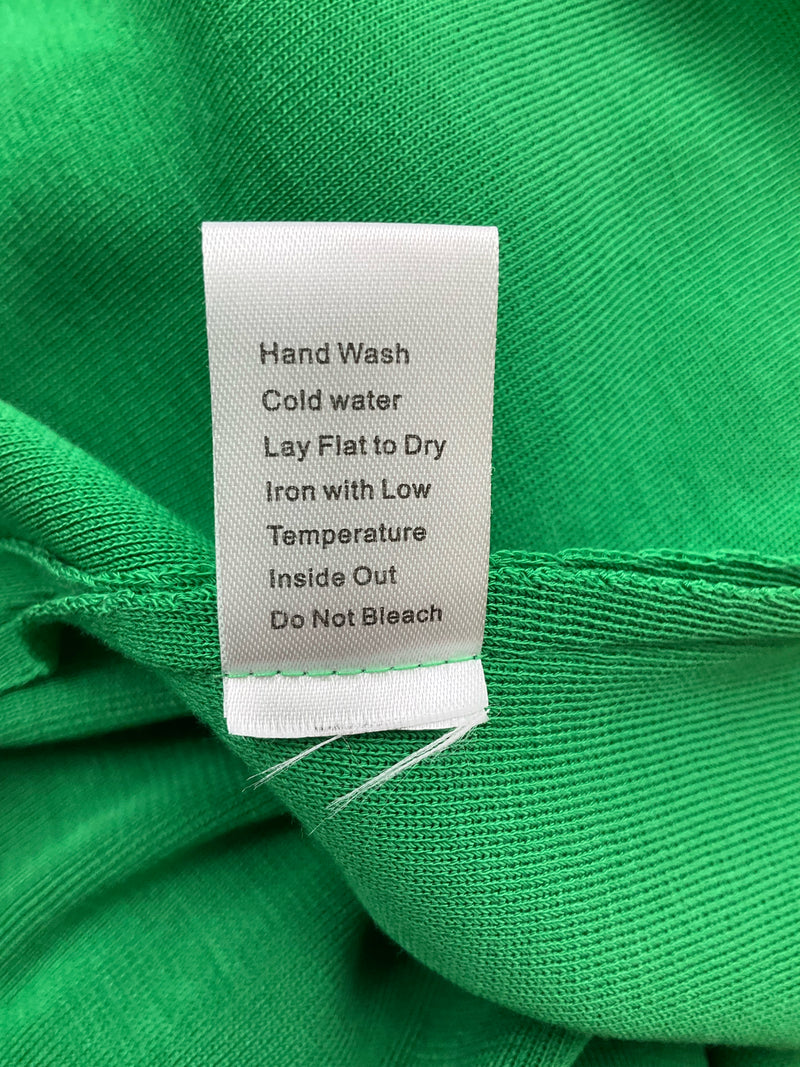 Hand Wash
Cold water
Lay Flat to Dry
Iron with Low
Temperature
Inside Out
Do Not Bleach